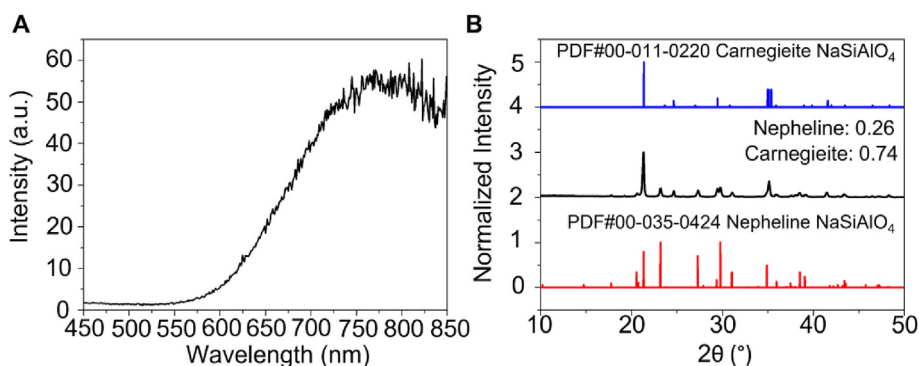 A
Intensity (a.u.)
60
50
40
30
20
10
0
450 500 550 600 650 700 750 800 850
Wavelength (nm)
B
Normalized Intensity
5
4
3
2
1
0
PDF#00-011-0220 Carnegieite NaSiAlO₄
Nepheline: 0.26
Carnegieite: 0.74
PDF#00-035-0424 Nepheline NaSiAlO₄
10 20 30 40 50
2θ (°)